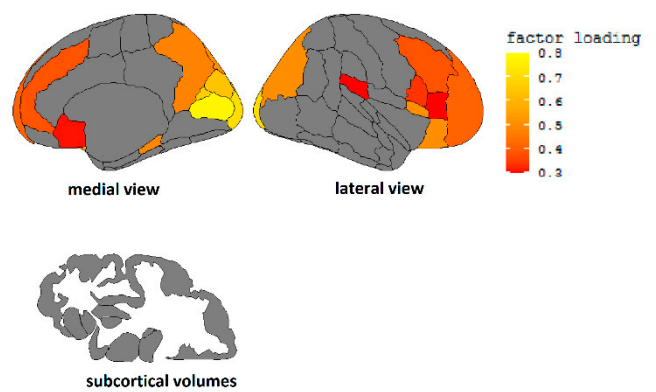 factor loading
0.8
0.7
0.6
0.5
0.4
0.3
medial view
lateral view
subcortical volumes